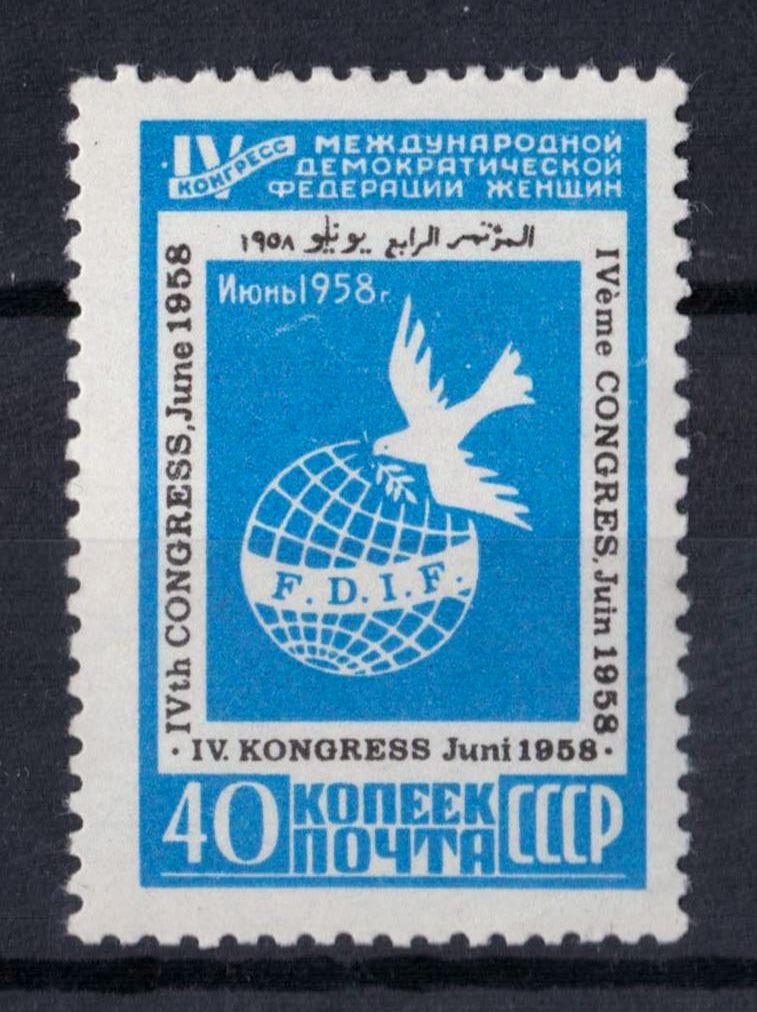 IV КОНГРЕСС
МЕЖДУНАРОДНОЙ
ДЕМОКРАТИЧЕСКОЙ
ФЕДЕРАЦИИ ЖЕНЩИН
المؤتمر الرابع يونيلو ١٩٥٨
Июнь 1958 г.
IVth CONGRESS, June 1958
IVème CONGRES, Juin 1958
F.D.I.F.
· IV. KONGRESS Juni 1958 ·
40 КОПЕЕК
ПОЧТА
СССР